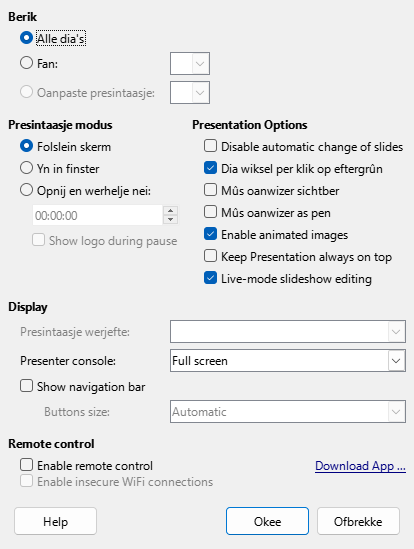 Berik
Alle dia's
Fan:
Oanpaste presintaasje:
Presintaasje modus
Folslein skerm
Yn in finster
Opnij en werhelje nei:
00:00:00
Show logo during pause
Presentation Options
Disable automatic change of slides
Dia wiksel per klik op eftergrûn
Mûs oanwizer sichtber
Mûs oanwizer as pen
Enable animated images
Keep Presentation always on top
Live-mode slideshow editing
Display
Presintaasje werjefte:
Presenter console: Full screen
Show navigation bar
Buttons size: Automatic
Remote control
Enable remote control Download App ...
Enable insecure WiFi connections
Help Okee Ofbrekke